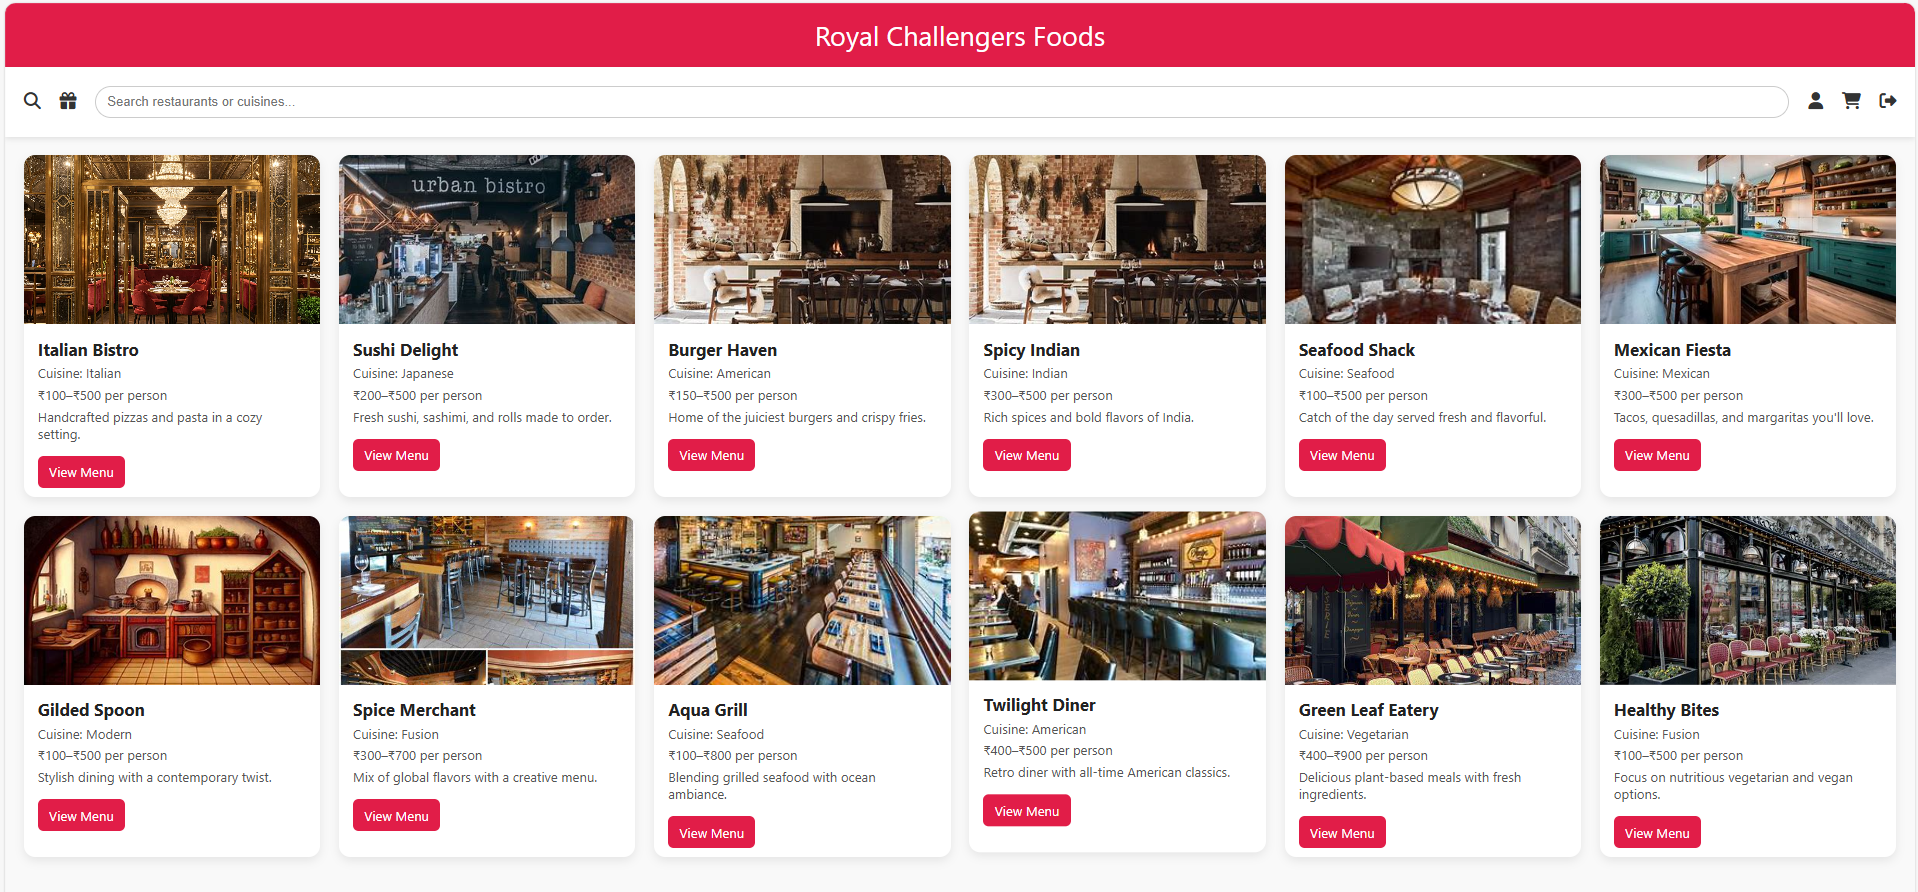 Royal Challengers Foods
Search restaurants or cuisines...
urban bistro
Italian Bistro
Cuisine: Italian
₹100–₹500 per person
Handcrafted pizzas and pasta in a cozy
setting.
View Menu
Sushi Delight
Cuisine: Japanese
₹200–₹500 per person
Fresh sushi, sashimi, and rolls made to order.
View Menu
Burger Haven
Cuisine: American
₹150–₹500 per person
Home of the juiciest burgers and crispy fries.
View Menu
Spicy Indian
Cuisine: Indian
₹300–₹500 per person
Rich spices and bold flavors of India.
View Menu
Seafood Shack
Cuisine: Seafood
₹100–₹500 per person
Catch of the day served fresh and flavorful.
View Menu
Mexican Fiesta
Cuisine: Mexican
₹300–₹500 per person
Tacos, quesadillas, and margaritas you'll love.
View Menu
Gilded Spoon
Cuisine: Modern
₹100–₹500 per person
Stylish dining with a contemporary twist.
View Menu
Spice Merchant
Cuisine: Fusion
₹300–₹700 per person
Mix of global flavors with a creative menu.
View Menu
Aqua Grill
Cuisine: Seafood
₹100–₹800 per person
Blending grilled seafood with ocean
ambiance.
View Menu
Twilight Diner
Cuisine: American
₹400–₹500 per person
Retro diner with all-time American classics.
View Menu
Green Leaf Eatery
Cuisine: Vegetarian
₹400–₹900 per person
Delicious plant-based meals with fresh
ingredients.
View Menu
Healthy Bites
Cuisine: Fusion
₹100–₹500 per person
Focus on nutritious vegetarian and vegan
options.
View Menu